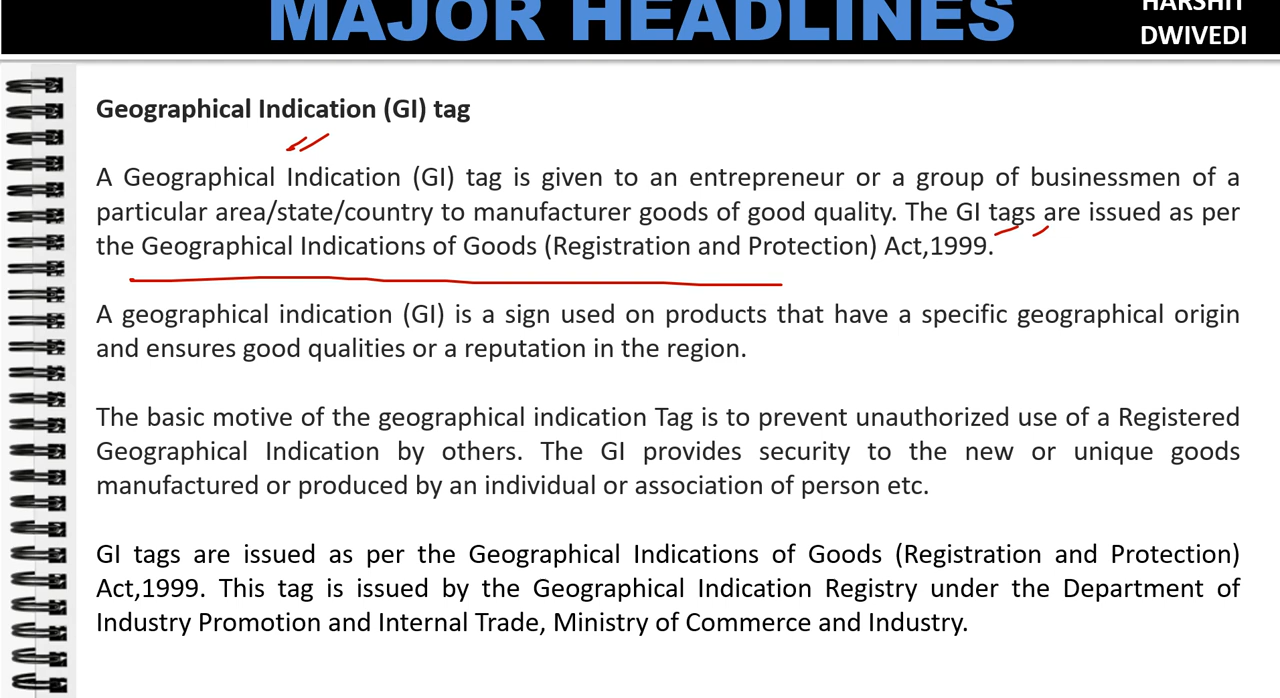 MAJOR HEADLINES
HARSHIT
DWIVEDI
Geographical Indication (GI) tag
A Geographical Indication (GI) tag is given to an entrepreneur or a group of businessmen of a
particular area/state/country to manufacturer goods of good quality. The GI tags are issued as per
the Geographical Indications of Goods (Registration and Protection) Act,1999.
A geographical indication (GI) is a sign used on products that have a specific geographical origin
and ensures good qualities or a reputation in the region.
The basic motive of the geographical indication Tag is to prevent unauthorized use of a Registered
Geographical Indication by others. The GI provides security to the new or unique goods
manufactured or produced by an individual or association of person etc.
GI tags are issued as per the Geographical Indications of Goods (Registration and Protection)
Act,1999. This tag is issued by the Geographical Indication Registry under the Department of
Industry Promotion and Internal Trade, Ministry of Commerce and Industry.